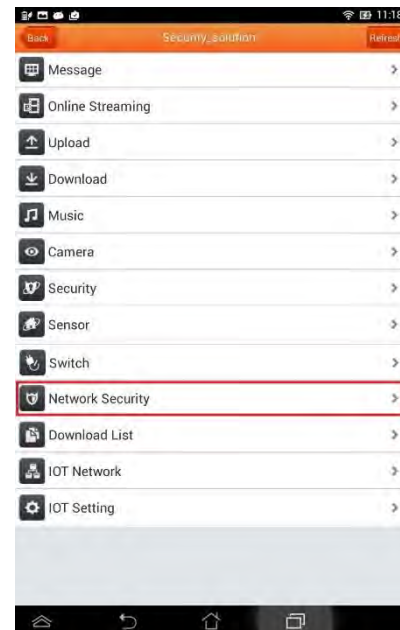 11:18
Back
Security_solution
Refresh
Message
Online Streaming
Upload
Download
Music
Camera
Security
Sensor
Switch
Network Security
Download List
IOT Network
IOT Setting